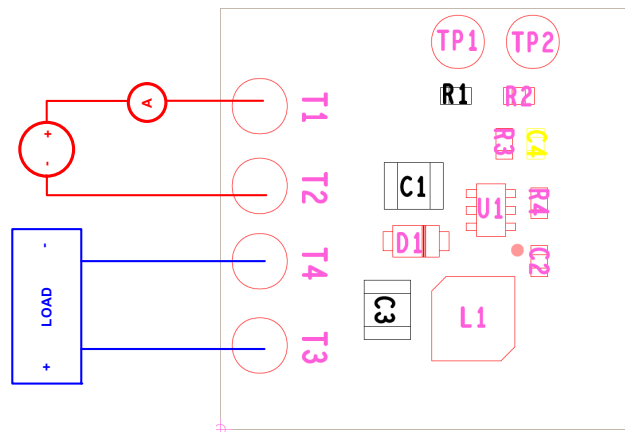 TP1 TP2
R1 R2
A
T1
R3 C4
+
-
T2
C1
U1 R4
D1
C2
-
T4
LOAD
C3
L1
T3
+